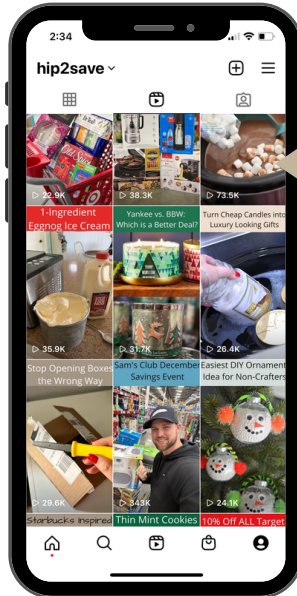 2:34
hip2save
Old Spice
22.9K
38.3K
73.5K
1-Ingredient
Eggnog Ice Cream
Yankee vs. BBW:
Which is a Better Deal?
Turn Cheap Candles into
Luxury Looking Gifts
35.9K
31.7K
26.4K
Stop Opening Boxes
the Wrong Way
Sam's Club December
Savings Event
Easiest DIY Ornament
Idea for Non-Crafters
29.6K
343K
24.1K
Starbucks Inspired
Thin Mint Cookies
10% Off ALL Target